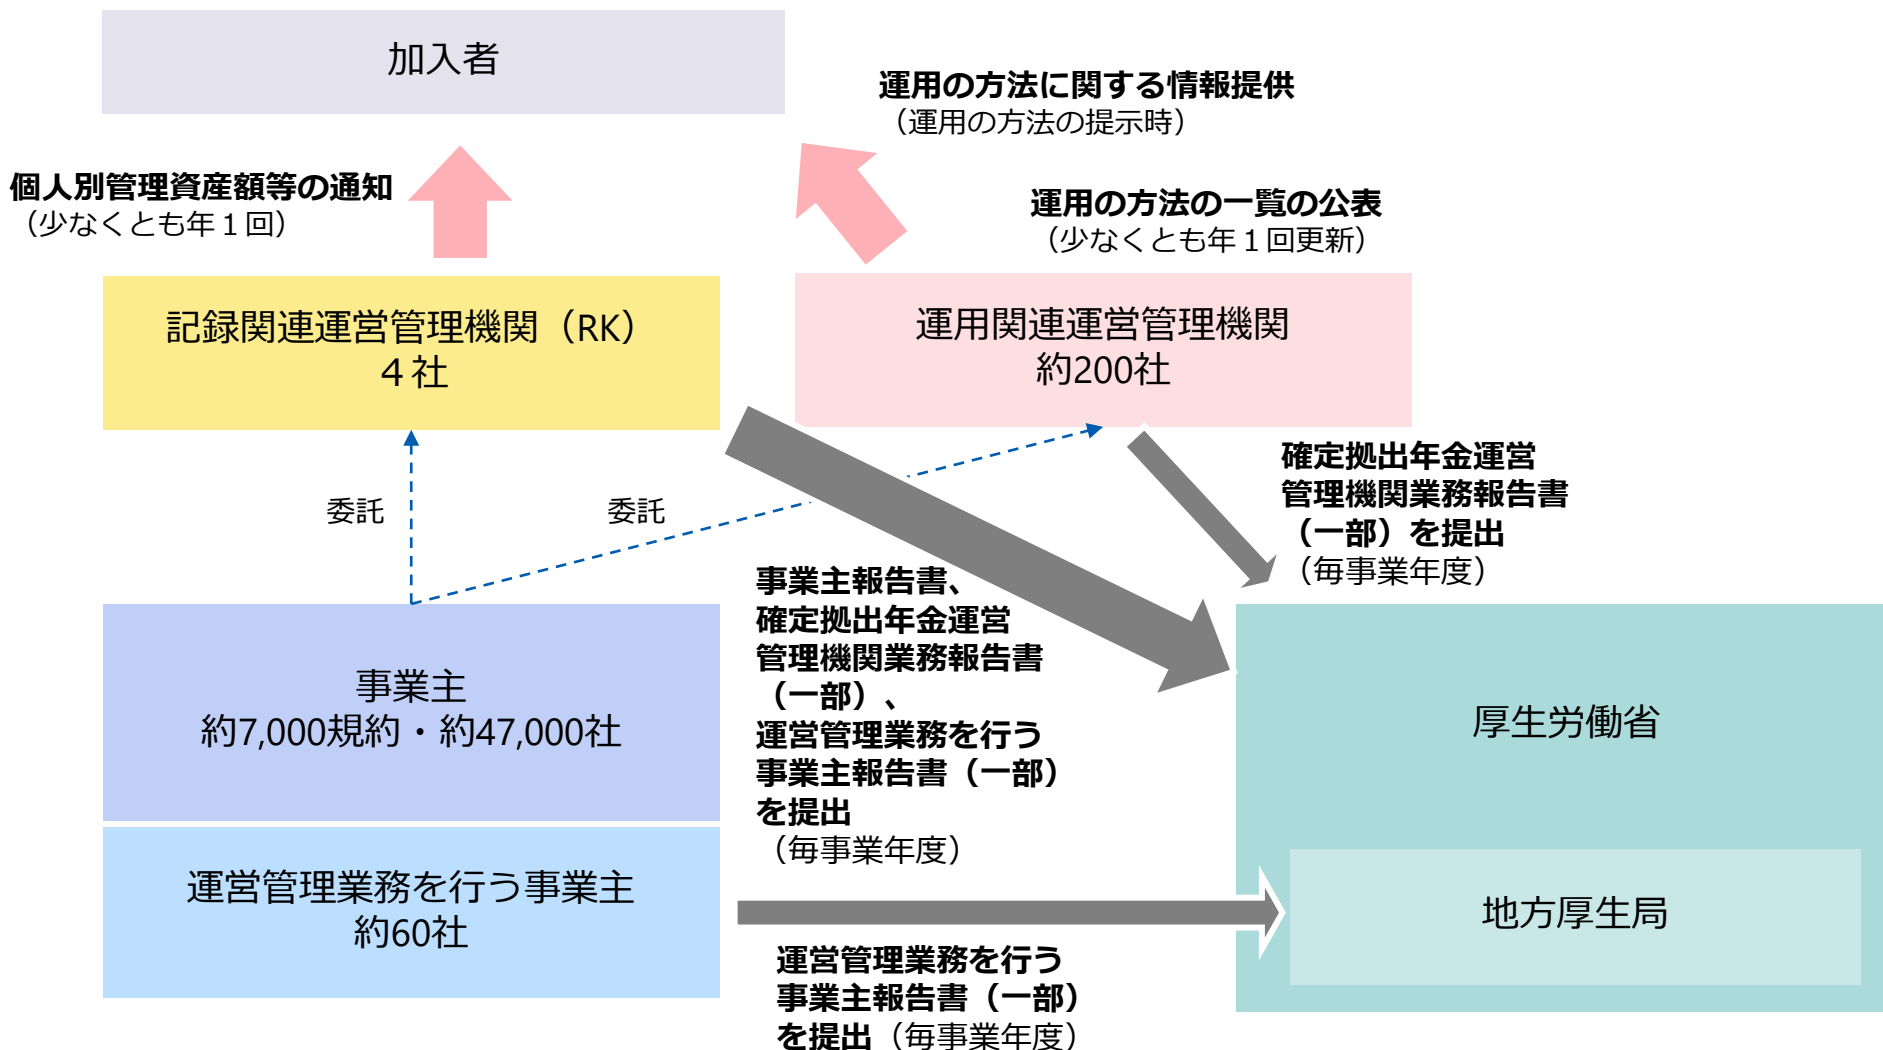 加入者
運用の方法に関する情報提供
（運用の方法の提示時）
個人別管理資産額等の通知
（少なくとも年１回）
運用の方法の一覧の公表
（少なくとも年１回更新）
記録関連運営管理機関（RK）
４社
運用関連運営管理機関
約200社
確定拠出年金運営
管理機関業務報告書
（一部）を提出
（毎事業年度）
委託
委託
事業主報告書、
確定拠出年金運営
管理機関業務報告書
（一部）、
運営管理業務を行う
事業主報告書（一部）
を提出
（毎事業年度）
事業主
約7,000規約・約47,000社
厚生労働省
運営管理業務を行う事業主
約60社
地方厚生局
運営管理業務を行う
事業主報告書（一部）
を提出（毎事業年度）